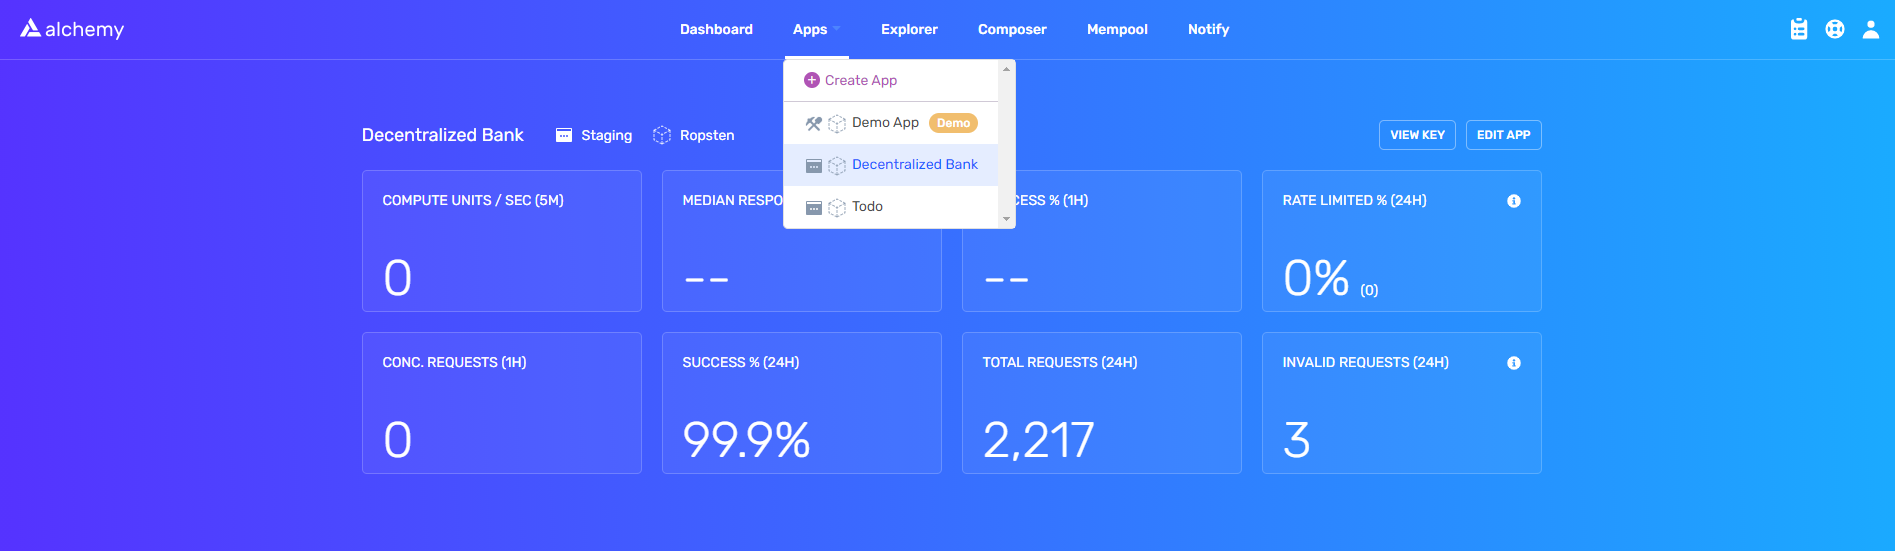 alchemy
Dashboard Apps Explorer Composer Mempool Notify
Create App
Demo App Demo
Decentralized Bank
Todo
Decentralized Bank Staging Ropsten
VIEW KEY EDIT APP
COMPUTE UNITS / SEC (5M)
0
MEDIAN
--
% (1H)
--
RATE LIMITED % (24H)
0% (0)
CONC. REQUESTS (1H)
0
SUCCESS % (24H)
99.9%
TOTAL REQUESTS (24H)
2,217
INVALID REQUESTS (24H)
3